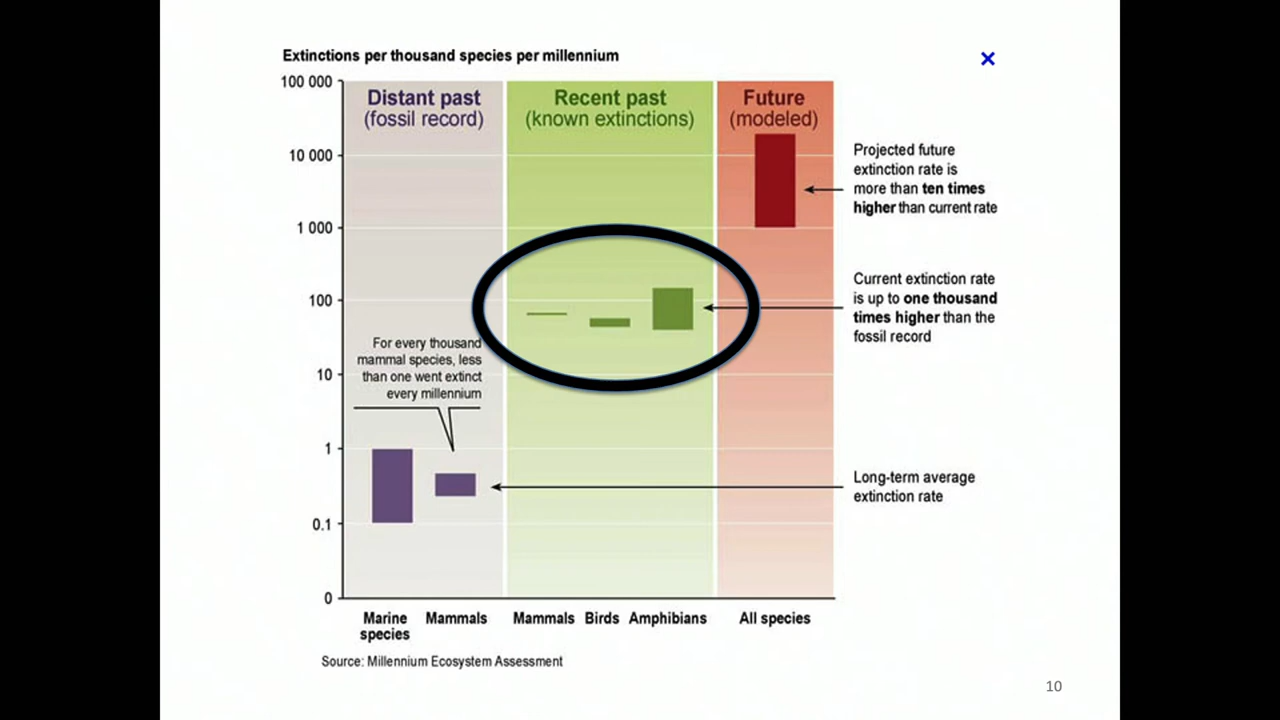 Extinctions per thousand species per millennium
100 000
10 000
1 000
100
10
1
0.1
0
Distant past
(fossil record)
Recent past
(known extinctions)
Future
(modeled)
Projected future
extinction rate is
more than ten times
higher than current rate
Current extinction rate
is up to one thousand
times higher than the
fossil record
For every thousand
mammal species, less
than one went extinct
every millennium
Long-term average
extinction rate
Marine
species
Mammals
Mammals
Birds
Amphibians
All species
Source: Millennium Ecosystem Assessment
10